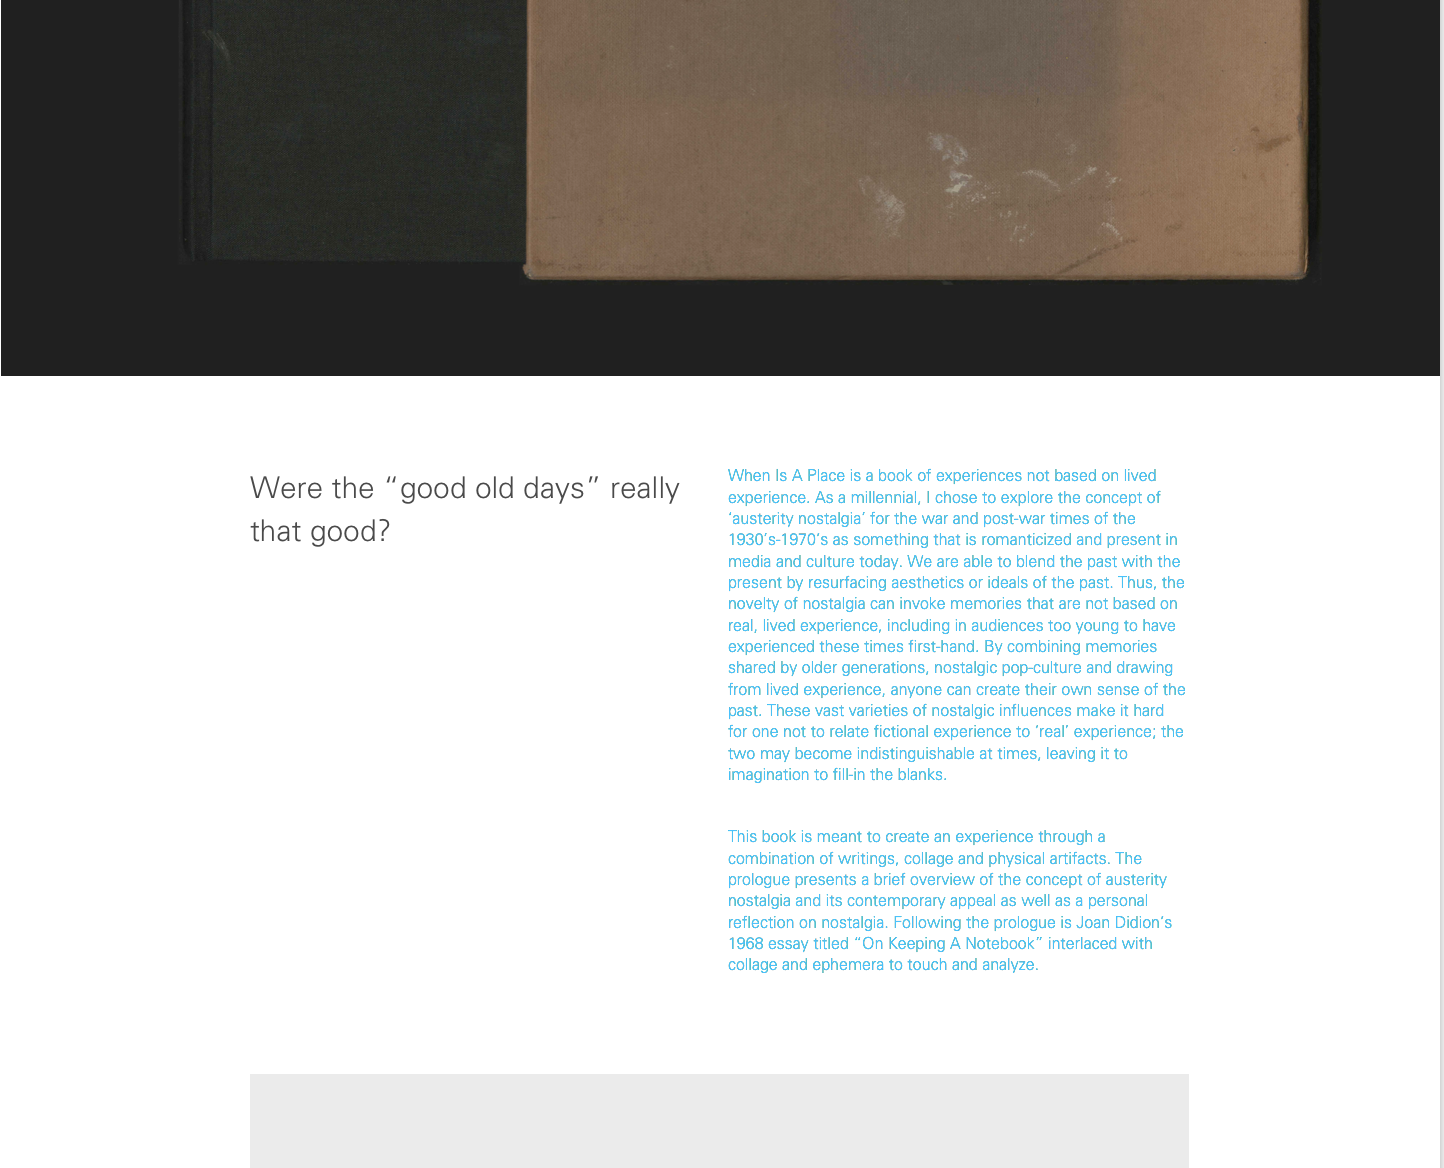 Were the “good old days” really
that good?
When Is A Place is a book of experiences not based on lived
experience. As a millennial, I chose to explore the concept of
‘austerity nostalgia’ for the war and post-war times of the
1930’s-1970’s as something that is romanticized and present in
media and culture today. We are able to blend the past with the
present by resurfacing aesthetics or ideals of the past. Thus, the
novelty of nostalgia can invoke memories that are not based on
real, lived experience, including in audiences too young to have
experienced these times first-hand. By combining memories
shared by older generations, nostalgic pop-culture and drawing
from lived experience, anyone can create their own sense of the
past. These vast varieties of nostalgic influences make it hard
for one not to relate fictional experience to ‘real’ experience; the
two may become indistinguishable at times, leaving it to
imagination to fill-in the blanks.
This book is meant to create an experience through a
combination of writings, collage and physical artifacts. The
prologue presents a brief overview of the concept of austerity
nostalgia and its contemporary appeal as well as a personal
reflection on nostalgia. Following the prologue is Joan Didion’s
1968 essay titled “On Keeping A Notebook” interlaced with
collage and ephemera to touch and analyze.